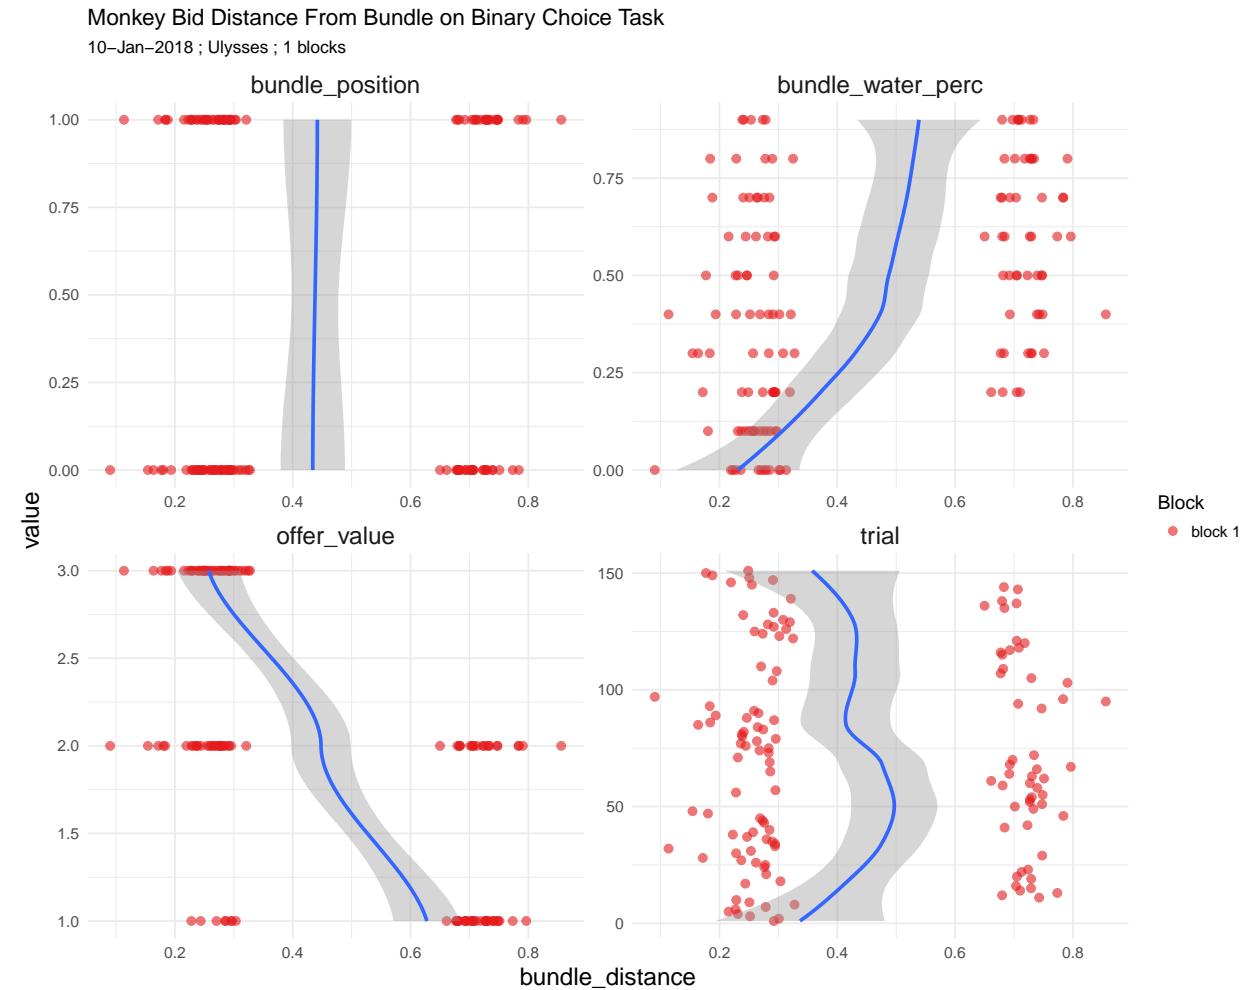 Monkey Bid Distance From Bundle on Binary Choice Task
10−Jan−2018 ; Ulysses ; 1 blocks
bundle_position
bundle_water_perc
1.00
0.75
0.50
0.25
0.00
0.2 0.4 0.6 0.8
0.75
0.50
0.25
0.00
0.2 0.4 0.6 0.8
value
offer_value
trial
3.0
2.5
2.0
1.5
1.0
0.2 0.4 0.6 0.8
150
100
50
0
0.2 0.4 0.6 0.8
bundle_distance
Block
block 1